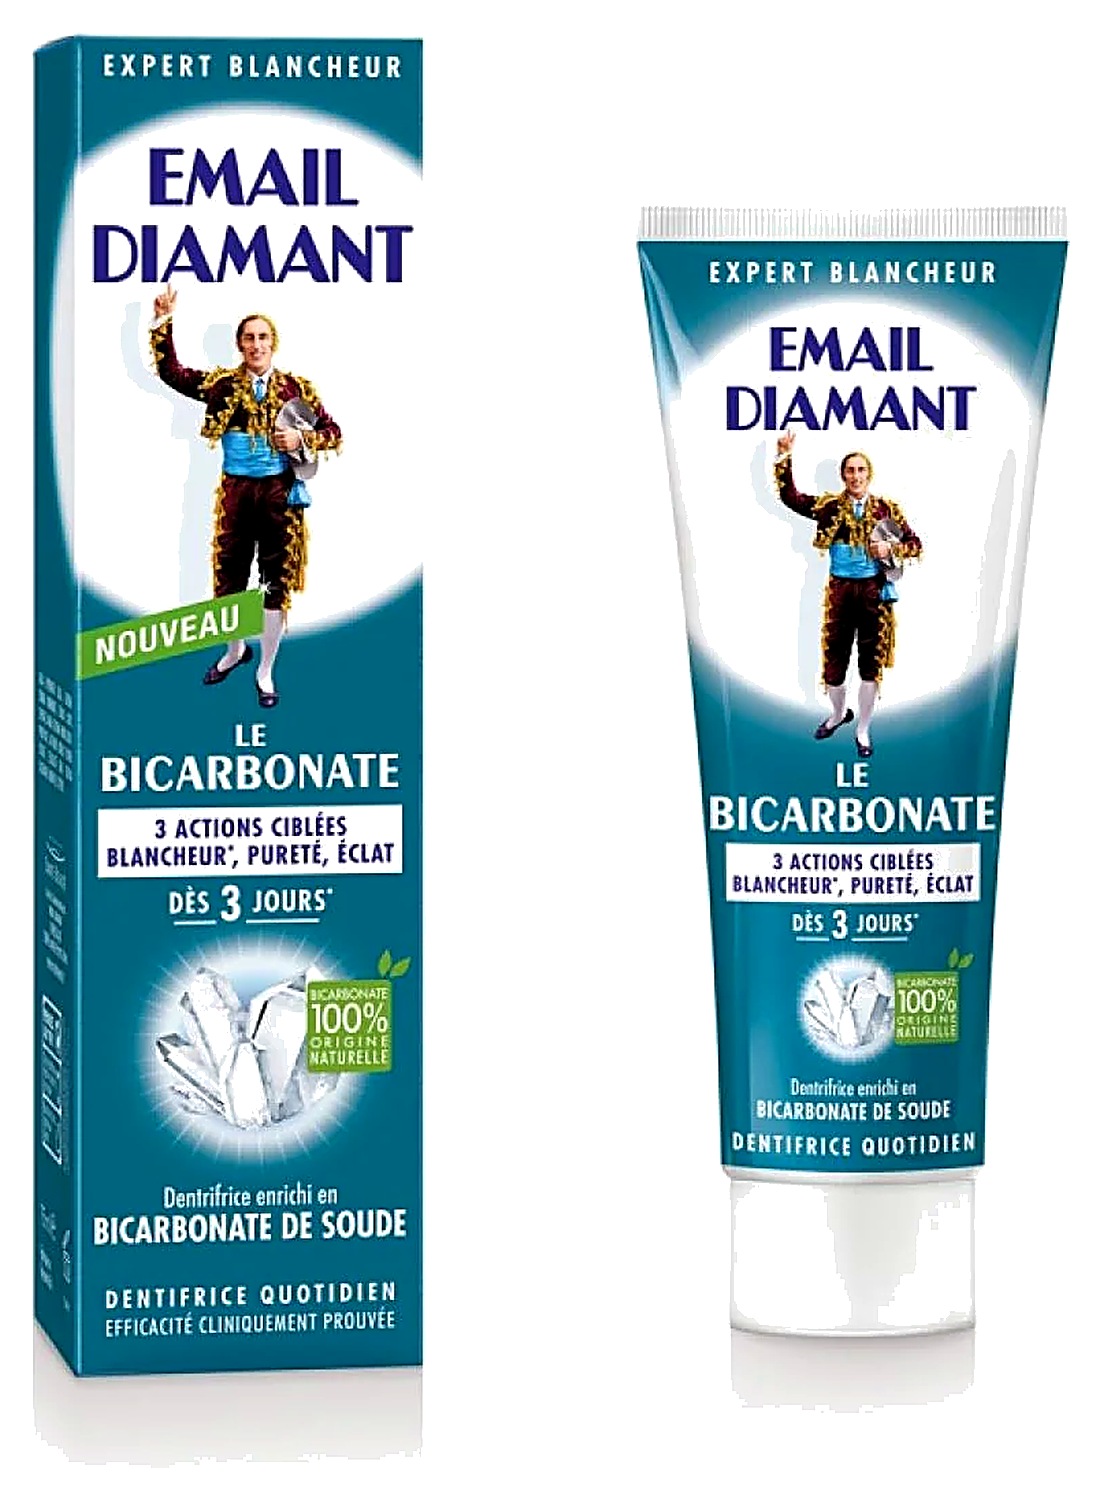 EXPERT BLANCHEUR
EMAIL
DIAMANT
NOUVEAU
LE
BICARBONATE
3 ACTIONS CIBLÉES
BLANCHEUR*, PURETÉ, ÉCLAT
DÈS 3 JOURS*
BICARBONATE
100%
ORIGINE
NATURELLE
Dentrifrice enrichi en
BICARBONATE DE SOUDE
DENTIFRICE QUOTIDIEN
EFFICACITÉ CLINIQUEMENT PROUVÉE
EXPERT BLANCHEUR
EMAIL
DIAMANT
LE
BICARBONATE
3 ACTIONS CIBLÉES
BLANCHEUR*, PURETÉ, ÉCLAT
DÈS 3 JOURS*
BICARBONATE
100%
ORIGINE
NATURELLE
Dentrifrice enrichi en
BICARBONATE DE SOUDE
DENTIFRICE QUOTIDIEN